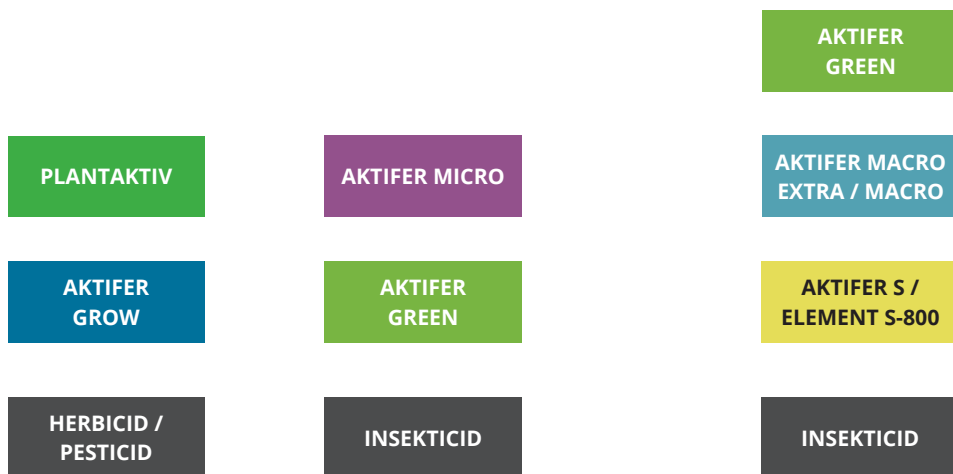 AKTIFER
GREEN
PLANTAKTIV
AKTIFER MICRO
AKTIFER MACRO
EXTRA / MACRO
AKTIFER
GROW
AKTIFER
GREEN
AKTIFER S /
ELEMENT S-800
HERBICID /
PESTICID
INSEKTICID
INSEKTICID